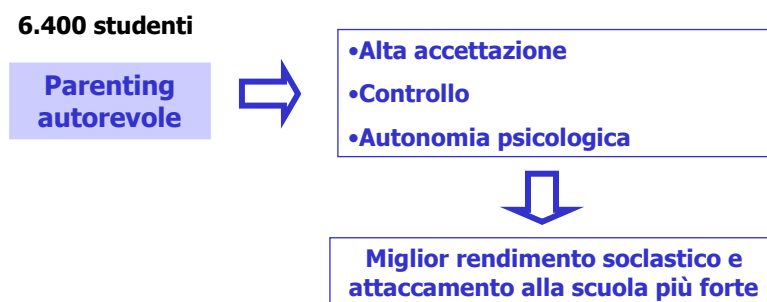 6.400 studenti
Parenting
autorevole
•Alta accettazione
•Controllo
•Autonomia psicologica
Miglior rendimento soclastico e
attaccamento alla scuola più forte